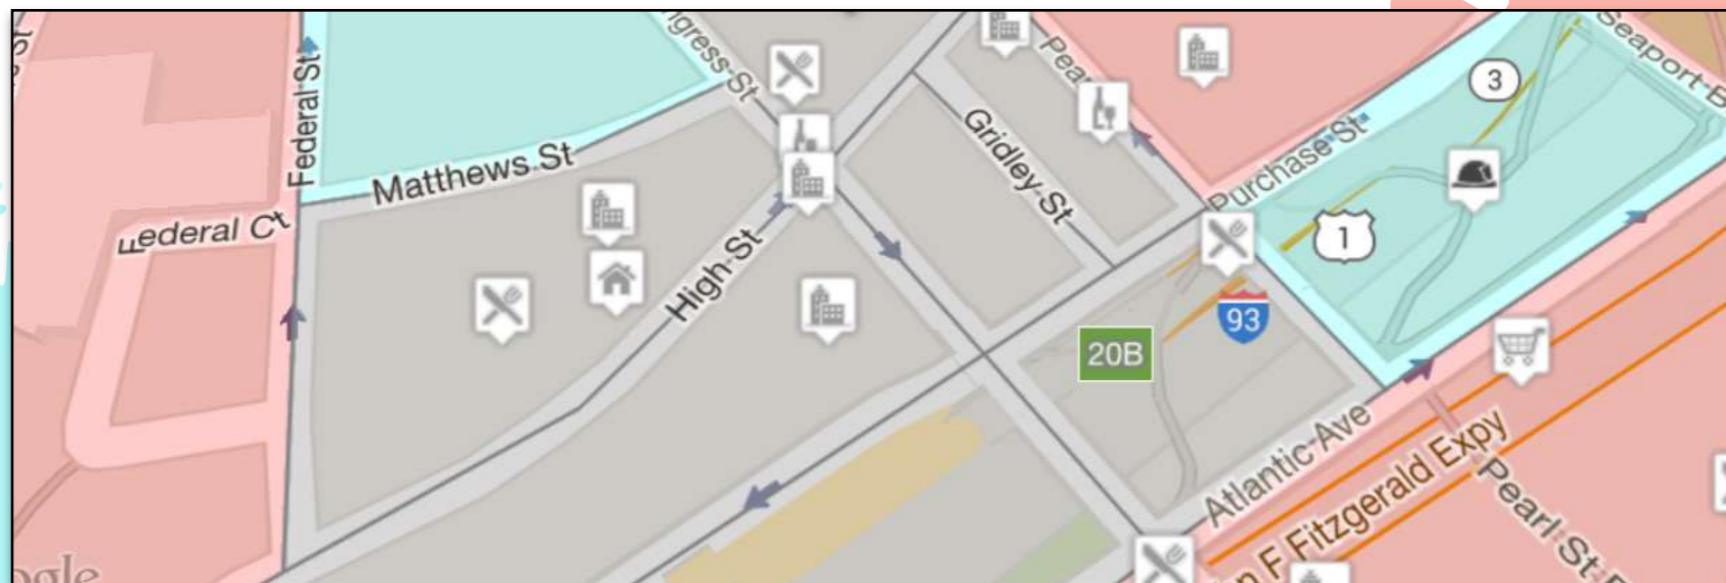 Federal St
Matthews St
Federal Ct
High St
Gridley St
Purchase St
3
1
93
20B
Atlantic Ave
F Fitzgerald Expy
Pearl St